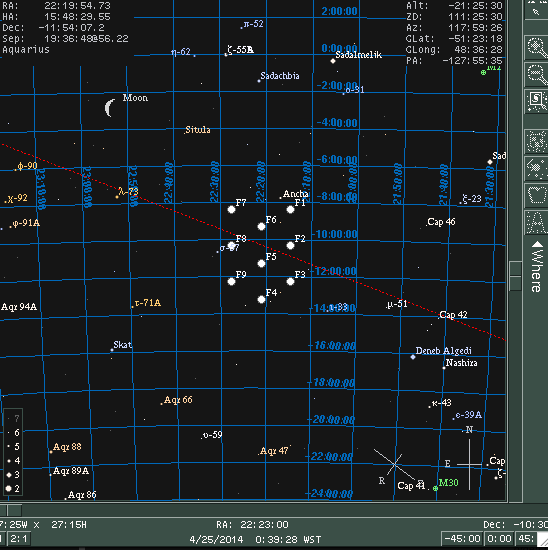 RA: 22:19:54.73
HA: 15:48:29.55
Dec: -11:54:07.2
Sep: 19:36:48@56.22
Aquarius
Alt: -21:25:30
ZD: 111:25:30
Az: 117:59:26
GLat: -51:23:18
GLong: 48:36:28
PA: -127:55:35
2:00:00
π-52
η-62
ζ-55B
0:00:00
Sadalmelik
Sadachbia
-2:00:00
ο-31
Moon
-4:00:00
Situla
-6:00:00
Sad
φ-90
23:10:00
23:00:00
22:40:00
22:30:00
22:20:00
21:50:00
21:40:00
21:30:00
χ-92
λ-73
Ancha
-8:00:00
ξ-23
F7
F1
φ-91A
F6
Cap 46
-10:00:00
F8
F2
F5
-12:00:00
F9
F3
Aqr 94A
τ-71A
F4
μ-51
Cap 42
-14:00:00
Skat
-16:00:00
Deneb Algedi
Nashira
-18:00:00
Aqr 66
κ-43
ε-39A
-20:00:00
υ-59
N
Aqr 88
Aqr 47
-22:00:00
E
Cap
Aqr 89A
R
Cap 41
M30
Aqr 86
-24:00:00
7
6
5
4
3
2
Where
7:25W x 27:15H
RA: 22:23:00
Dec: -10:30
2:1
4/25/2014
0:39:28 WST
-45:00
0:00
45: